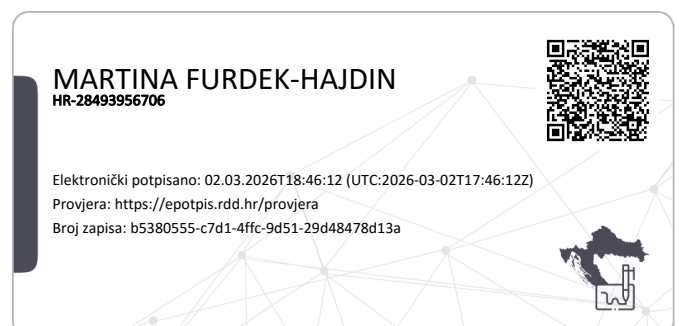 MARTINA FURDEK-HAJDIN
HR-28493956706
Elektronički potpisano: 02.03.2026T18:46:12 (UTC:2026-03-02T17:46:12Z)
Provjera: https://epotpis.rdd.hr/provjera
Broj zapisa: b5380555-c7d1-4ffc-9d51-29d48478d13a